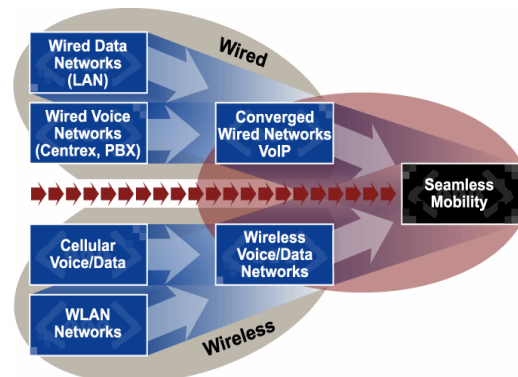 Wired Data
Networks
(LAN)
Wired
Wired Voice
Networks
(Centrex, PBX)
Converged
Wired Networks
VoIP
Seamless
Mobility
Cellular
Voice/Data
Wireless
Voice/Data
Networks
WLAN
Networks
Wireless